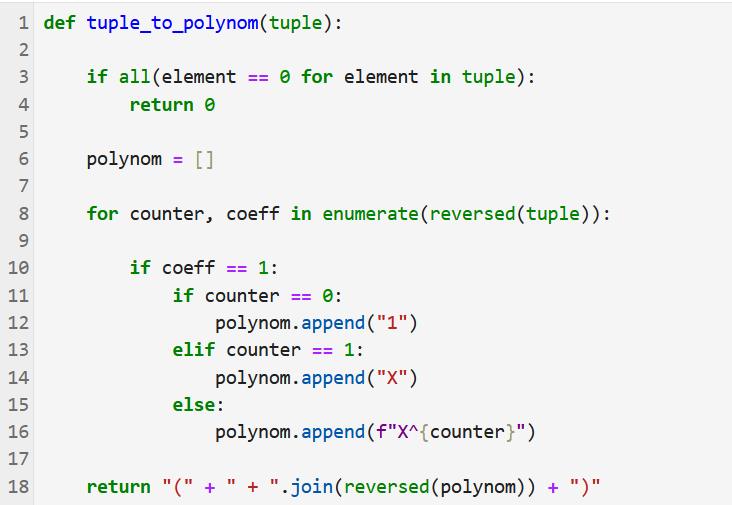 1 def tuple_to_polynom(tuple):
2
3     if all(element == 0 for element in tuple):
4         return 0
5
6     polynom = []
7
8     for counter, coeff in enumerate(reversed(tuple)):
9
10         if coeff == 1:
11             if counter == 0:
12                 polynom.append("1")
13             elif counter == 1:
14                 polynom.append("X")
15             else:
16                 polynom.append(f"X^{counter}")
17
18     return "(" + " + ".join(reversed(polynom)) + ")"